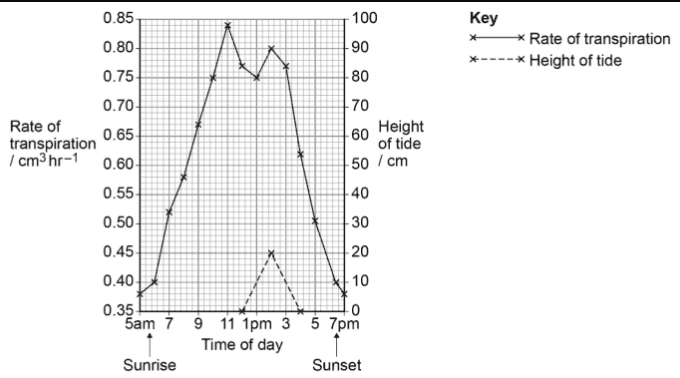 Key
Rate of transpiration
Height of tide
Rate of
transpiration
/ cm³ hr⁻¹
0.85
0.80
0.75
0.70
0.65
0.60
0.55
0.50
0.45
0.40
0.35
100
90
80
70
60
50
40
30
20
10
0
Height
of tide
/ cm
5am 7 9 11 1pm 3 5 7pm
Time of day
Sunrise
Sunset